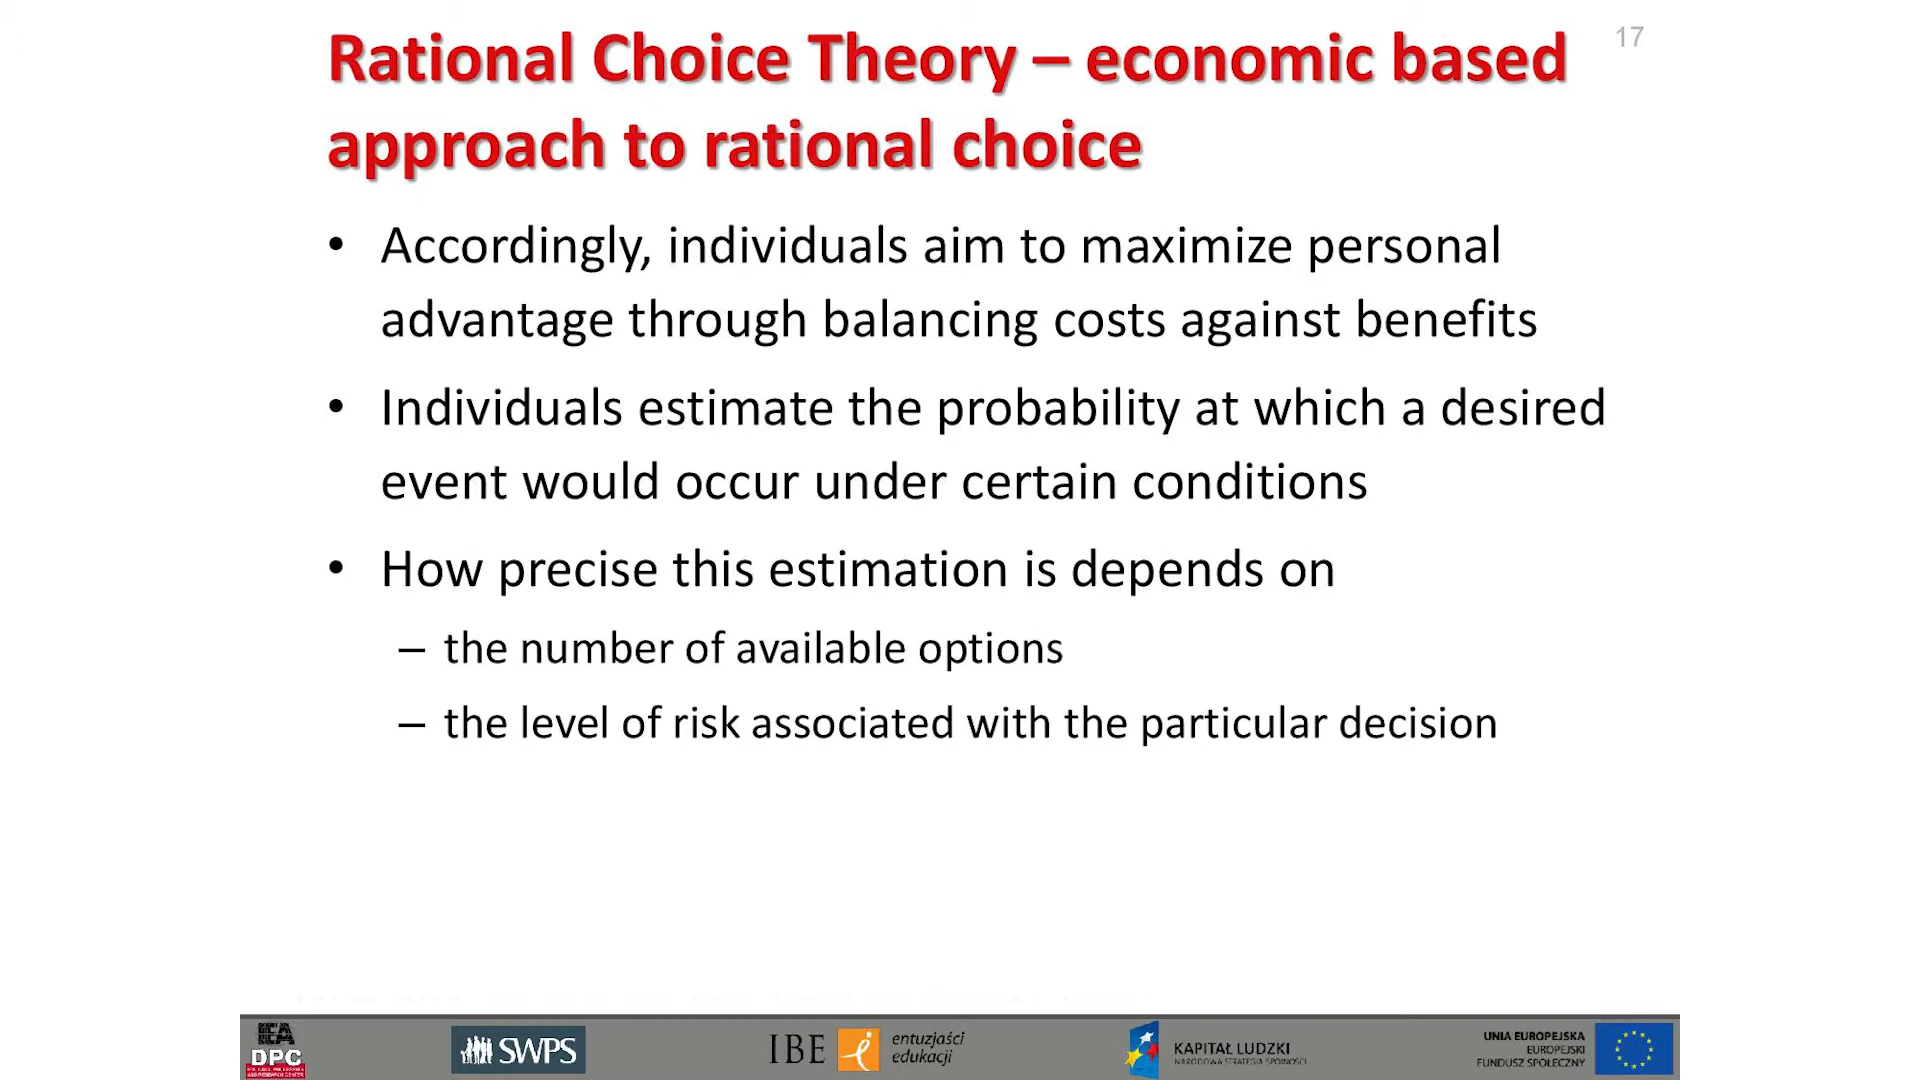 17
Rational Choice Theory – economic based
approach to rational choice
• Accordingly, individuals aim to maximize personal
advantage through balancing costs against benefits
• Individuals estimate the probability at which a desired
event would occur under certain conditions
• How precise this estimation is depends on
– the number of available options
– the level of risk associated with the particular decision
IEA
DPC
SWPS
IBE
entuzjaści
edukacji
KAPITAŁ LUDZKI
NARODOWA STRATEGIA SPÓJNOŚCI
UNIA EUROPEJSKA
EUROPEJSKI
FUNDUSZ SPOŁECZNY